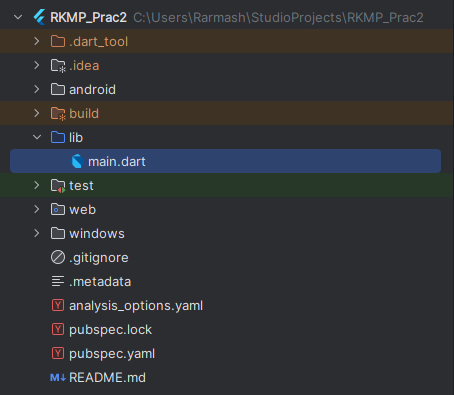 RKMP_Prac2 C:\Users\Rarmash\StudioProjects\RKMP_Prac2
.dart_tool
.idea
android
build
lib
main.dart
test
web
windows
.gitignore
.metadata
analysis_options.yaml
pubspec.lock
pubspec.yaml
README.md